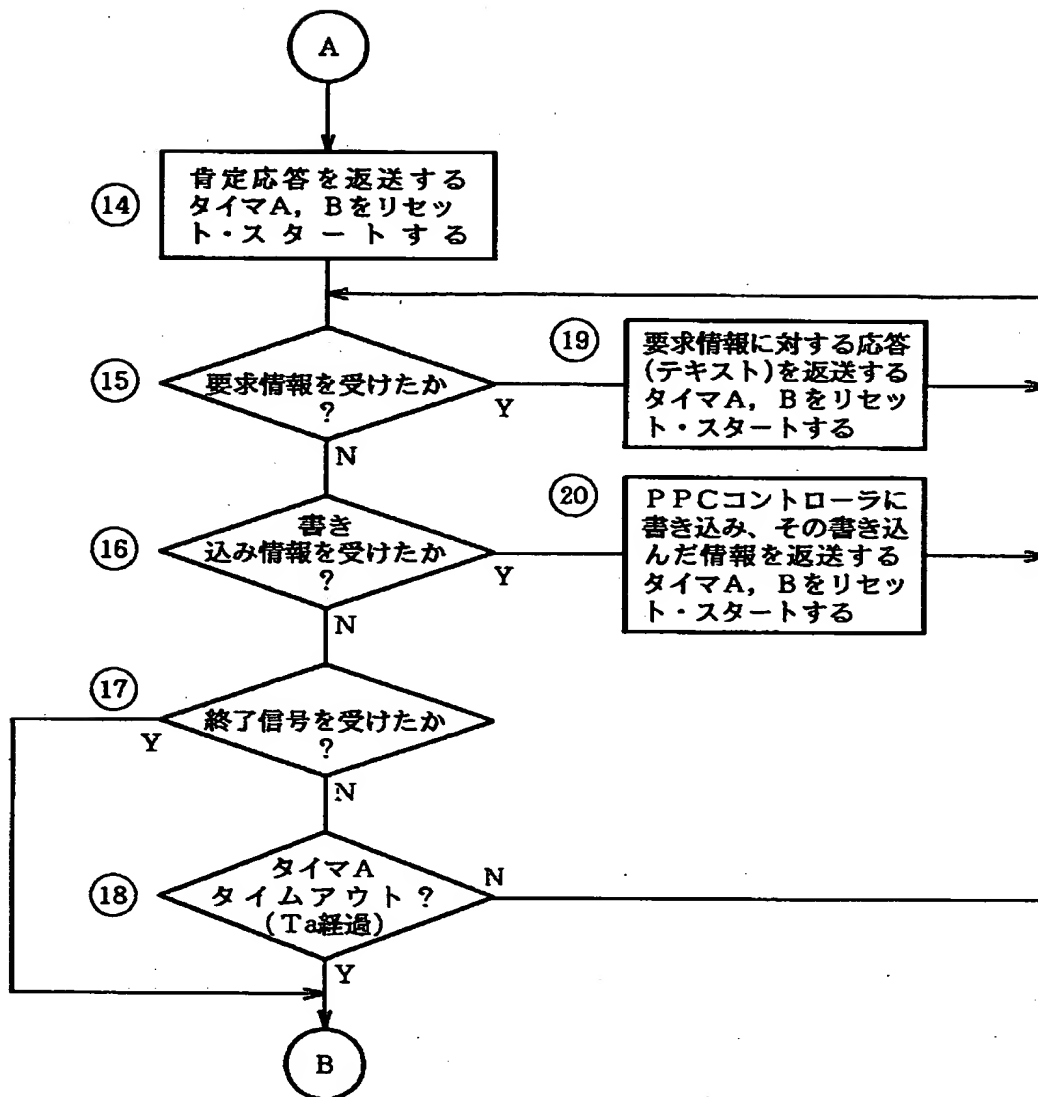 A
⑭
肯定応答を返送する
タイマA，Bをリセッ
ト・スタートする
⑮
要求情報を受けたか
？
Y
N
⑲
要求情報に対する応答
(テキスト)を返送する
タイマA，Bをリセッ
ト・スタートする
⑯
書き
込み情報を受けたか
？
Y
N
⑳
PPCコントローラに
書き込み、その書き込
んだ情報を返送する
タイマA，Bをリセッ
ト・スタートする
⑰
終了信号を受けたか
？
Y
N
⑱
タイマA
タイムアウト？
(Ta経過)
N
Y
B